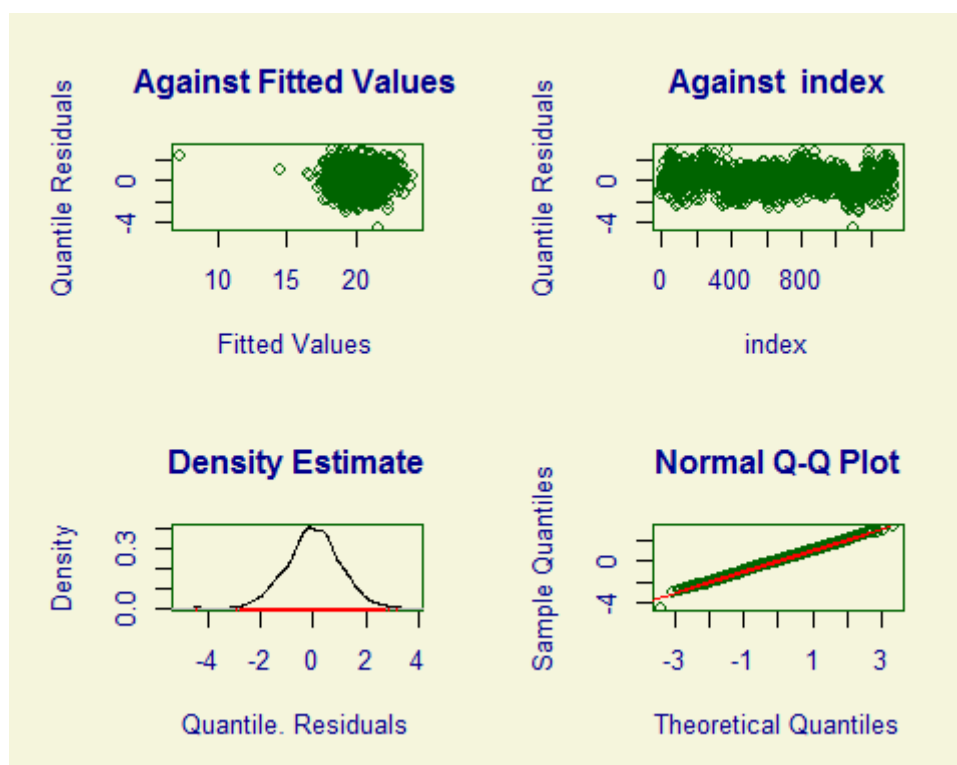 Against Fitted Values
Quantile Residuals
0
-4
10 15 20
Fitted Values
Against index
Quantile Residuals
0
-4
0 400 800
index
Density Estimate
Density
0.3
0.0
-4 -2 0 2 4
Quantile. Residuals
Normal Q-Q Plot
Sample Quantiles
0
-4
-3 -1 1 3
Theoretical Quantiles